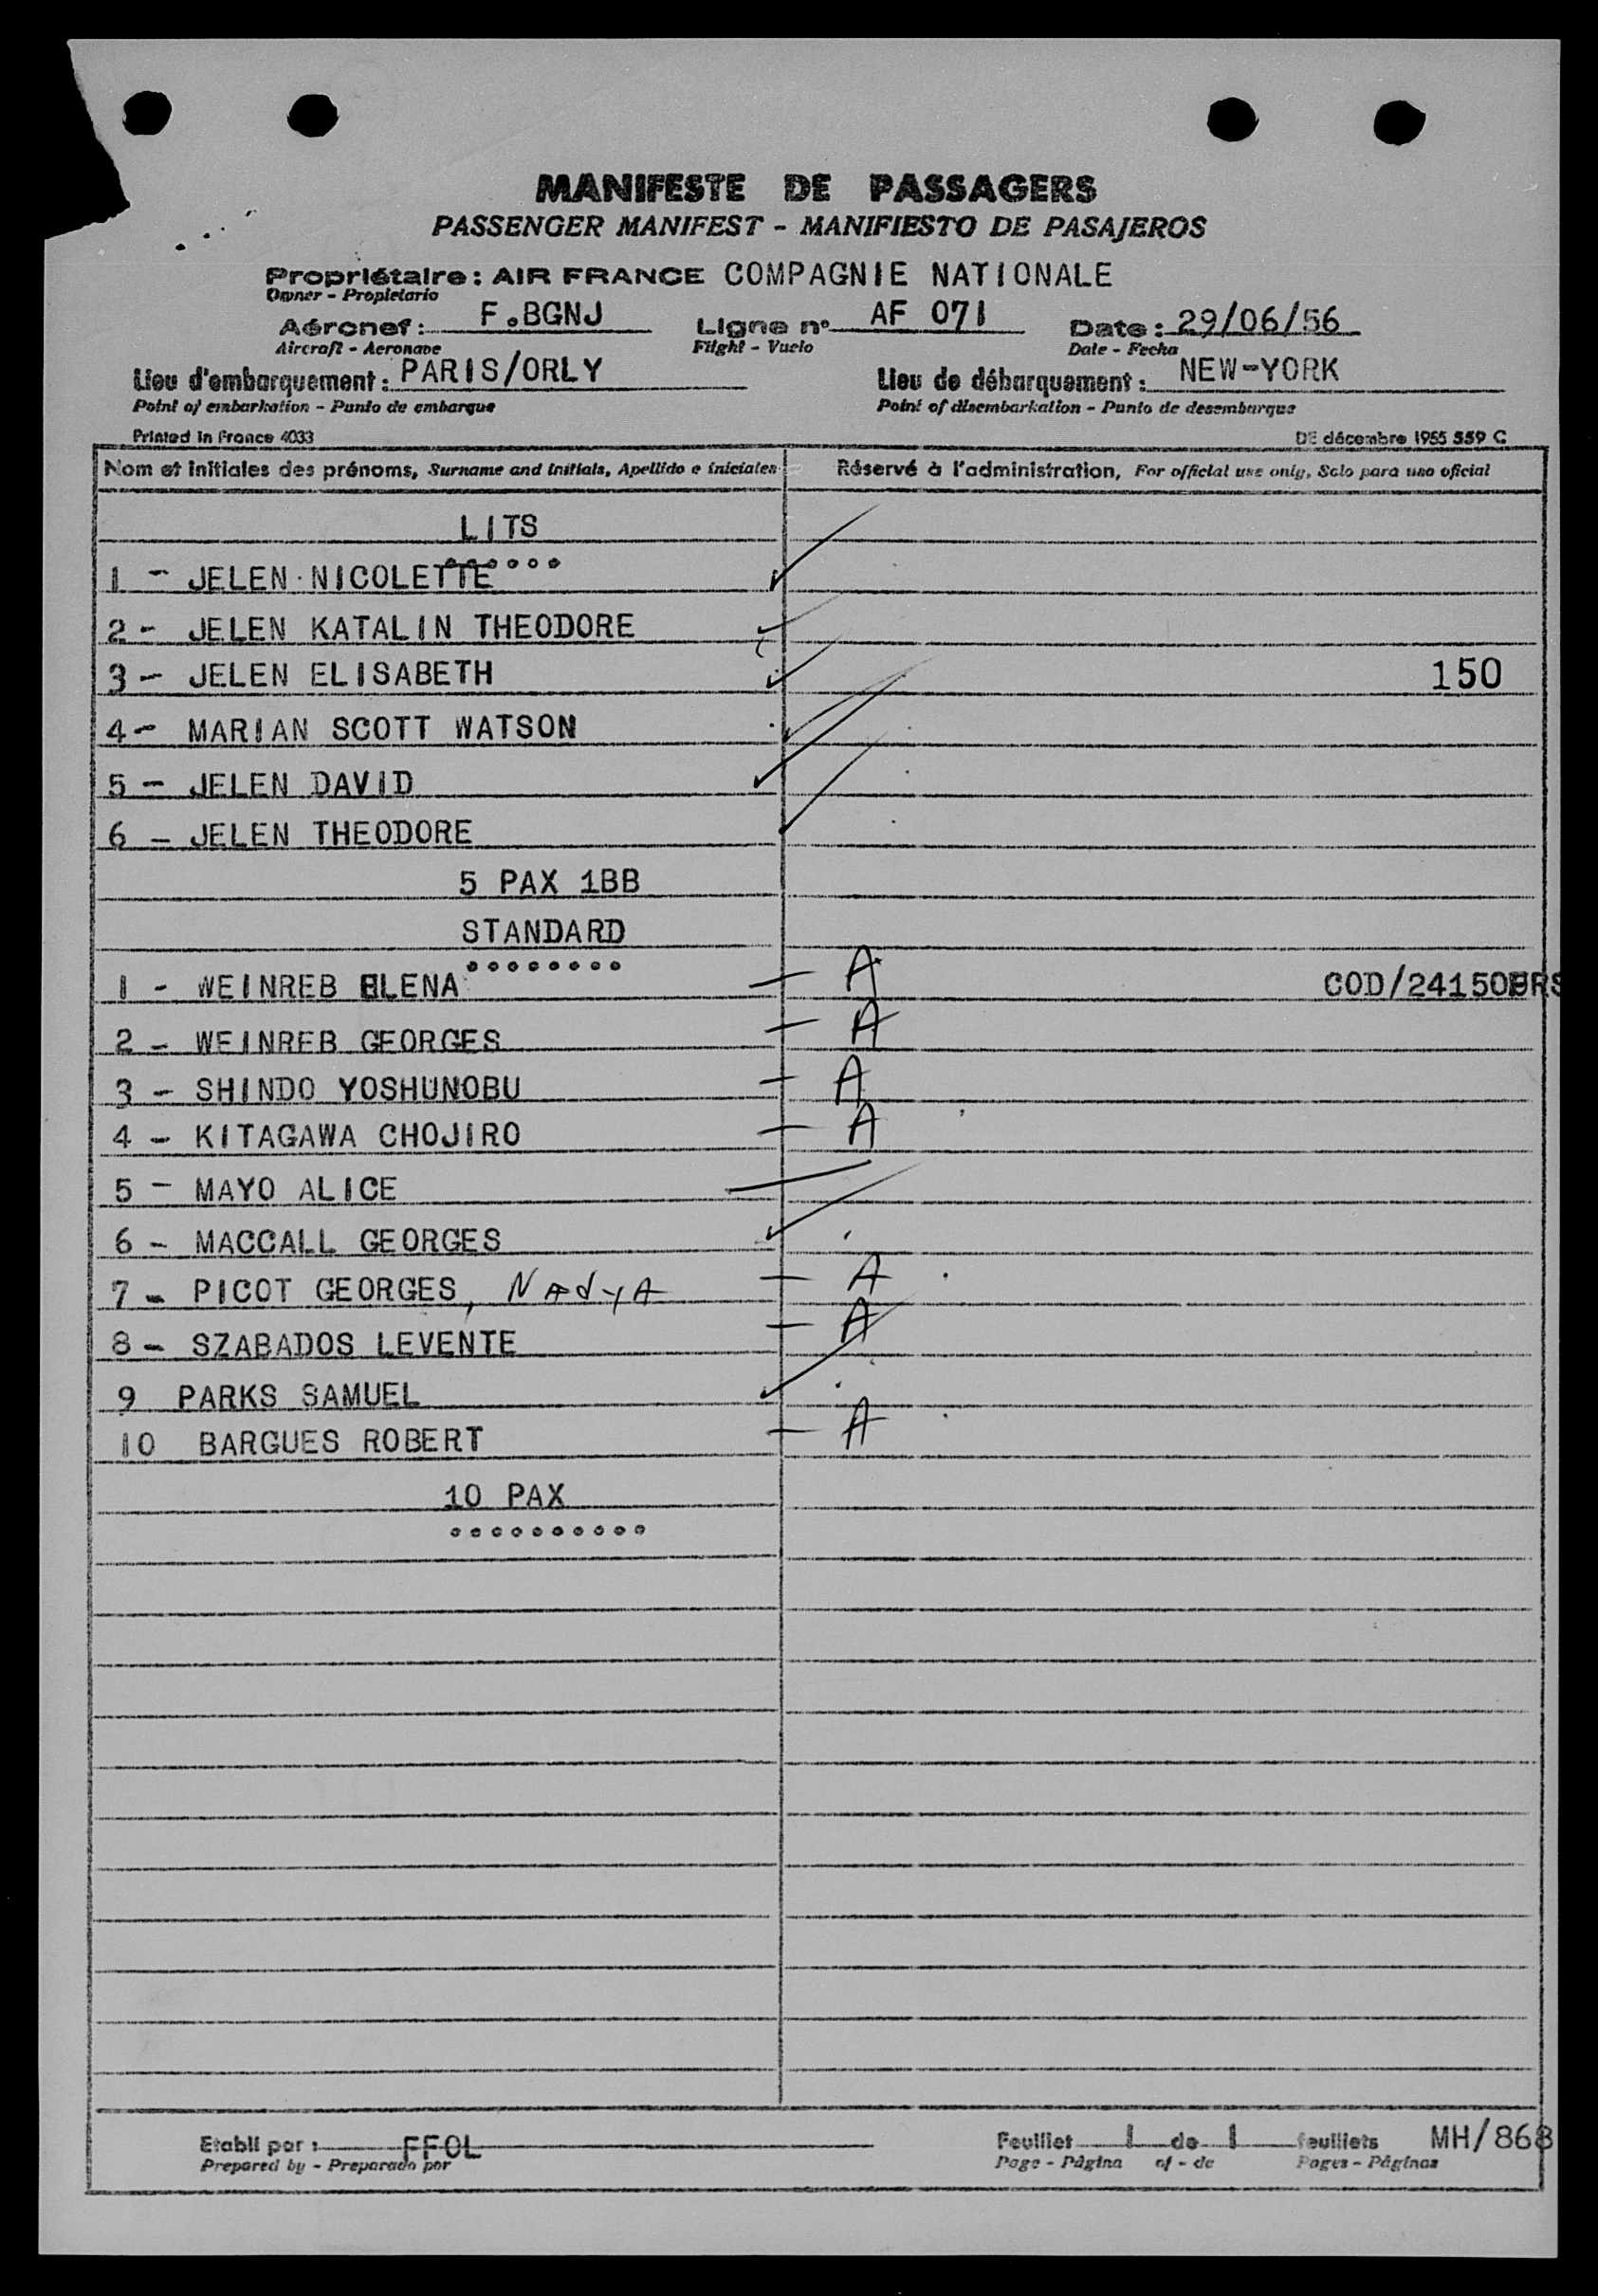 MANIFESTE DE PASSAGERS
PASSENGER MANIFEST - MANIFIESTO DE PASAJEROS
Propriétaire: AIR FRANCE COMPAGNIE NATIONALE
Owner - Propietario
Aéronef: F.BGNJ Ligne n° AF 071 Date: 29/06/56
Aircraft - Aeronave Flight - Vuelo Date - Fecha
Lieu d'embarquement: PARIS/ORLY Lieu de débarquement: NEW-YORK
Point of embarkation - Punto de embarque Point of disembarkation - Punto de desembarque
Printed in France 4033 DE décembre 1955 559 C
Nom et initiales des prénoms, Surname and initials, Apellido e iniciales Réservé à l'administration, For official use only, Solo para uso oficial
LITS
1 - JELEN NICOLETTE
2 - JELEN KATALIN THEODORE
3 - JELEN ELISABETH 150
4 - MARIAN SCOTT WATSON
5 - JELEN DAVID
6 - JELEN THEODORE
5 PAX 1BB
STANDARD
1 - WEINREB ELENA - A COD/24150
2 - WEINREB GEORGES - A
3 - SHINDO YOSHUNOBU - A
4 - KITAGAWA CHOJIRO - A
5 - MAYO ALICE
6 - MACCALL GEORGES
7 - PICOT GEORGES, NAdyA - A
8 - SZABADOS LEVENTE - A
9 PARKS SAMUEL
10 BARGUES ROBERT - A
10 PAX
Etabli por: FFOL Feuillet 1 de 1 feuillets MH/868
Prepared by - Preparado por Page - Página of - de Pages - Páginas